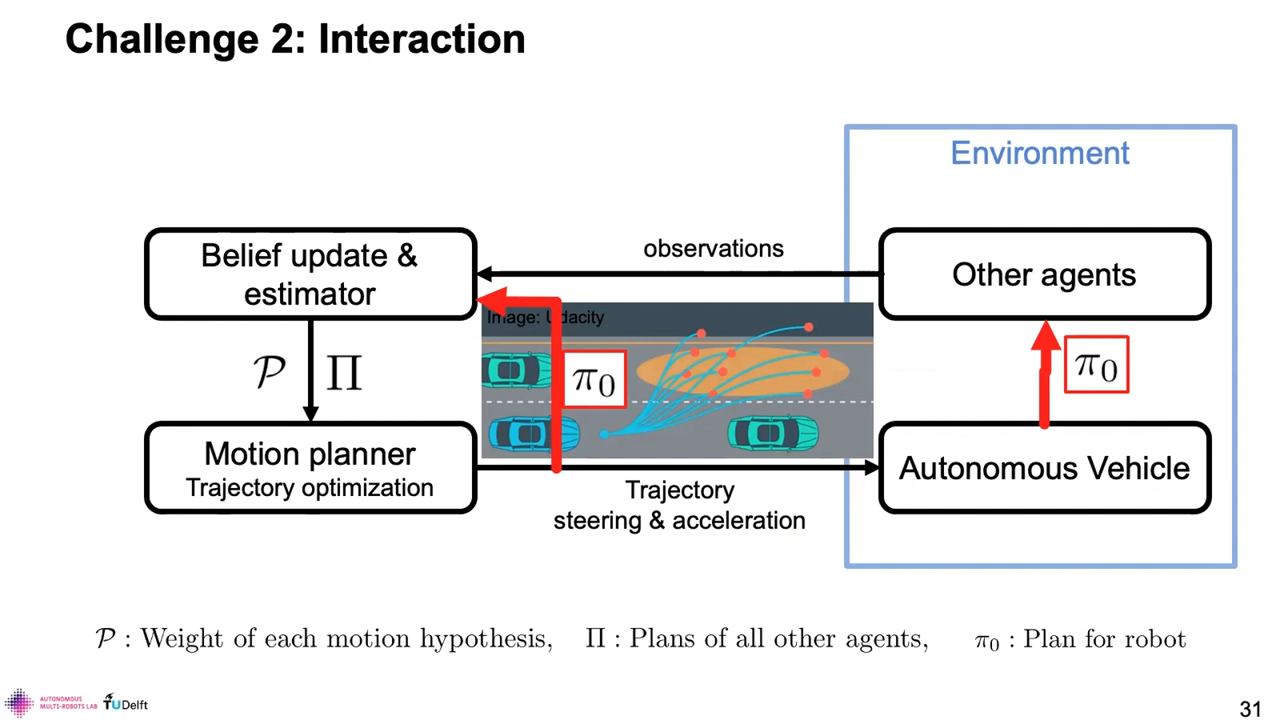 Challenge 2: Interaction
Environment
Belief update &
estimator
observations
Other agents
Image: Udacity
𝒫 Π
π₀
π₀
Motion planner
Trajectory optimization
Autonomous Vehicle
Trajectory
steering & acceleration
𝒫 : Weight of each motion hypothesis, Π : Plans of all other agents, π₀ : Plan for robot
AUTONOMOUS
MULTI-ROBOTS LAB
TUDelft
31